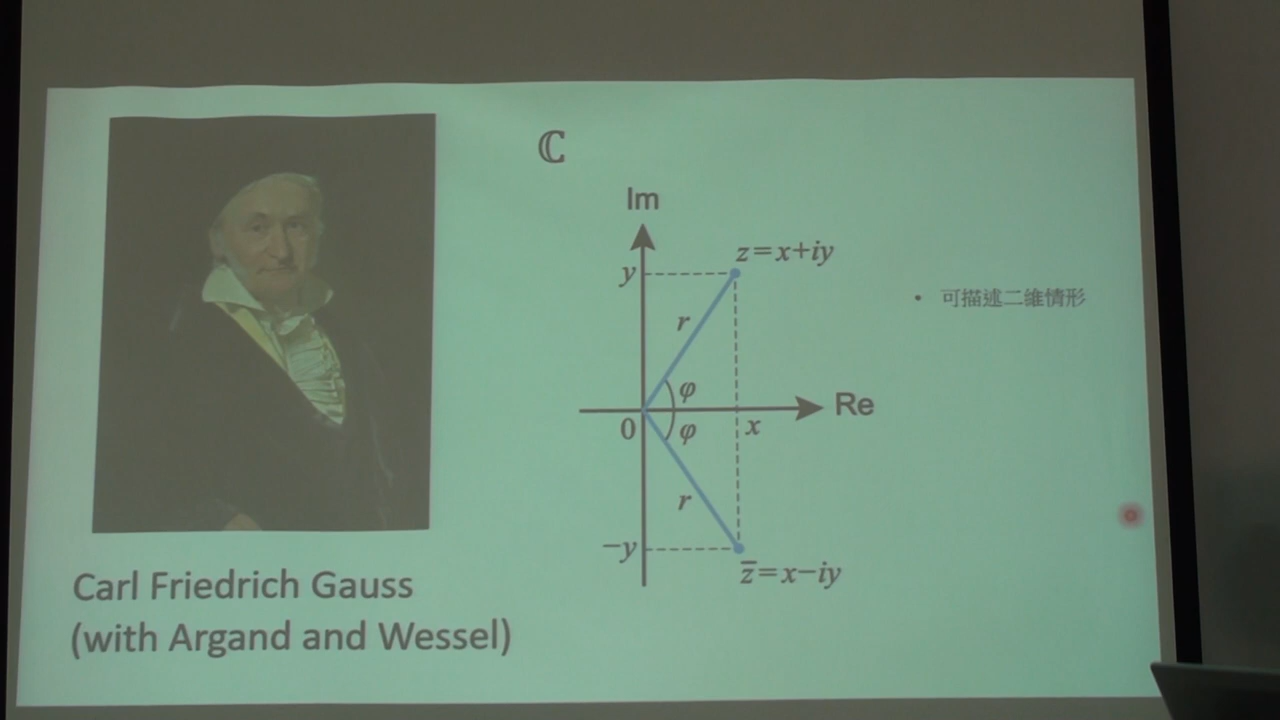 ℂ
Im
z=x+iy
y
r
φ
Re
0
φ
x
r
−y
z̅=x−iy
• 可描述二維情形
Carl Friedrich Gauss
(with Argand and Wessel)